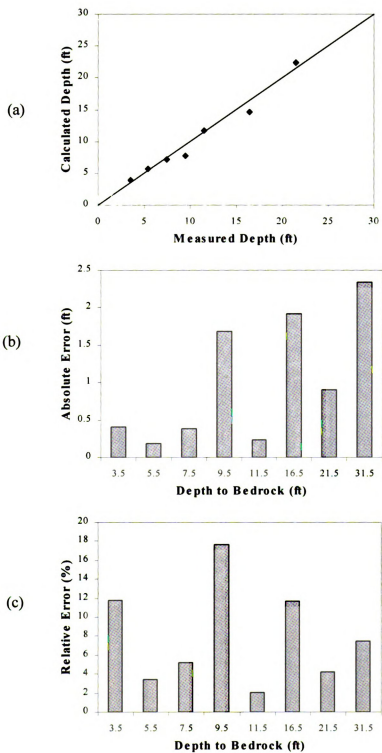 (a)
Calculated Depth (ft)
30
25
20
15
10
5
0
0 5 10 15 20 25 30
Measured Depth (ft)
(b)
Absolute Error (ft)
2.5
2
1.5
1
0.5
0
3.5 5.5 7.5 9.5 11.5 16.5 21.5 31.5
Depth to Bedrock (ft)
(c)
Relative Error (%)
20
18
16
14
12
10
8
6
4
2
0
3.5 5.5 7.5 9.5 11.5 16.5 21.5 31.5
Depth to Bedrock (ft)